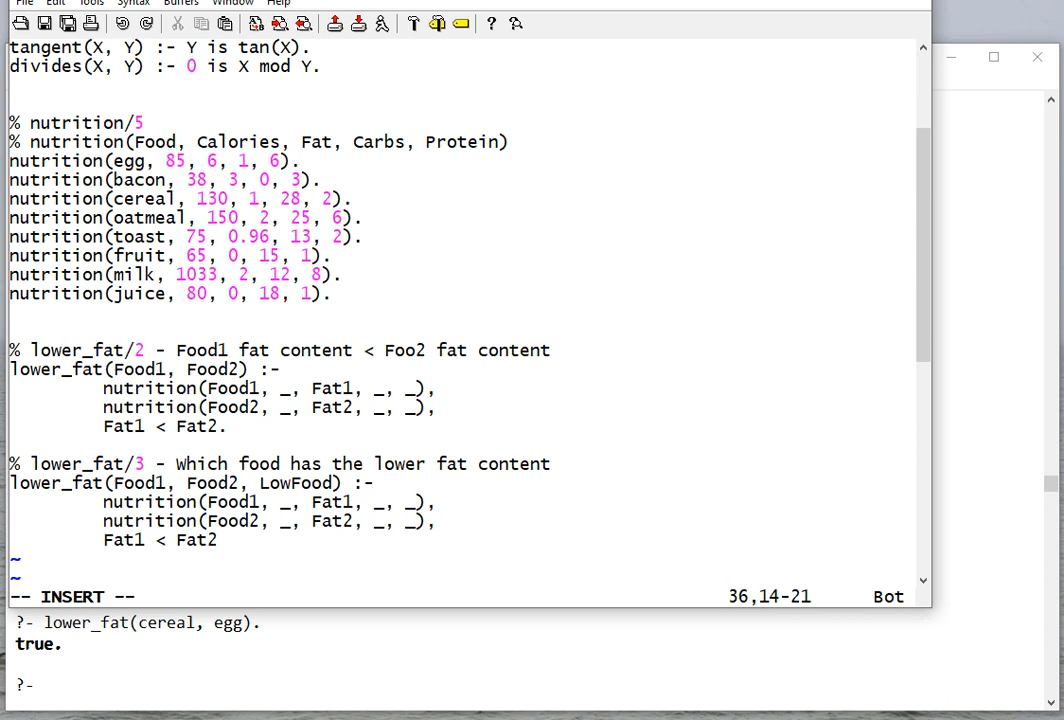 File Edit Tools Syntax Buffers Window Help
tangent(X, Y) :- Y is tan(X).
divides(X, Y) :- 0 is X mod Y.
% nutrition/5
% nutrition(Food, Calories, Fat, Carbs, Protein)
nutrition(egg, 85, 6, 1, 6).
nutrition(bacon, 38, 3, 0, 3).
nutrition(cereal, 130, 1, 28, 2).
nutrition(oatmeal, 150, 2, 25, 6).
nutrition(toast, 75, 0.96, 13, 2).
nutrition(fruit, 65, 0, 15, 1).
nutrition(milk, 1033, 2, 12, 8).
nutrition(juice, 80, 0, 18, 1).
% lower_fat/2 - Food1 fat content < Foo2 fat content
lower_fat(Food1, Food2) :-
nutrition(Food1, _, Fat1, _, _),
nutrition(Food2, _, Fat2, _, _),
Fat1 < Fat2.
% lower_fat/3 - Which food has the lower fat content
lower_fat(Food1, Food2, LowFood) :-
nutrition(Food1, _, Fat1, _, _),
nutrition(Food2, _, Fat2, _, _),
Fat1 < Fat2
~
~
-- INSERT -- 36,14-21 Bot
?- lower_fat(cereal, egg).
true.
?-